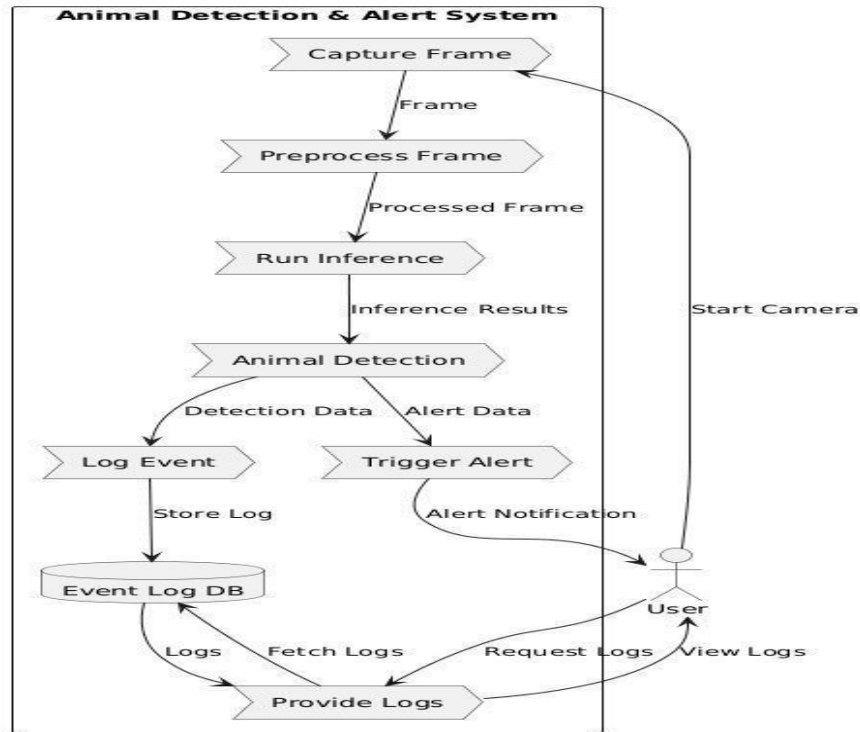 Animal Detection & Alert System
Capture Frame
Frame
Preprocess Frame
Processed Frame
Run Inference
Inference Results
Start Camera
Animal Detection
Detection Data
Alert Data
Log Event
Trigger Alert
Store Log
Alert Notification
Event Log DB
User
Logs
Fetch Logs
Request Logs
View Logs
Provide Logs